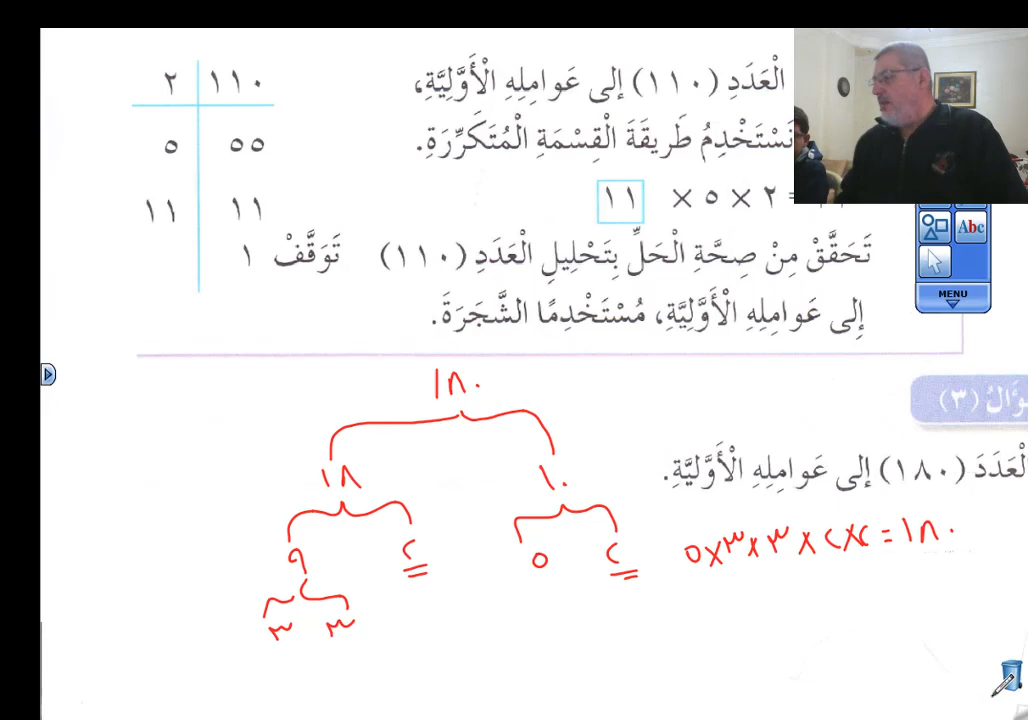 الْعَدَدِ (١١٠) إلى عَوامِلِهِ الْأَوَّلِيَّةِ،
نَسْتَخْدِمُ طَريقَةَ الْقِسْمَةِ الْمُتَكَرِّرَةِ.
= ٢ × ٥ × ١١
١١٠ ٢
٥٥ ٥
١١ ١١
١
تَحَقَّقْ مِنْ صِحَّةِ الْحَلِّ بِتَحْليلِ الْعَدَدِ (١١٠) تَوَقَّفْ
إِلى عَوامِلِهِ الْأَوَّلِيَّةِ، مُسْتَخْدِمًا الشَّجَرَةَ.
Abc
MENU
(٣)
الْعَدَدَ (١٨٠) إلى عَوامِلِهِ الْأَوَّليَّةِ.
١٨٠
١٠ ١٨
٢ ٥ ٢ ٩
٣ ٣
١٨٠ = ٢ × ٢ × ٣ × ٣ × ٥